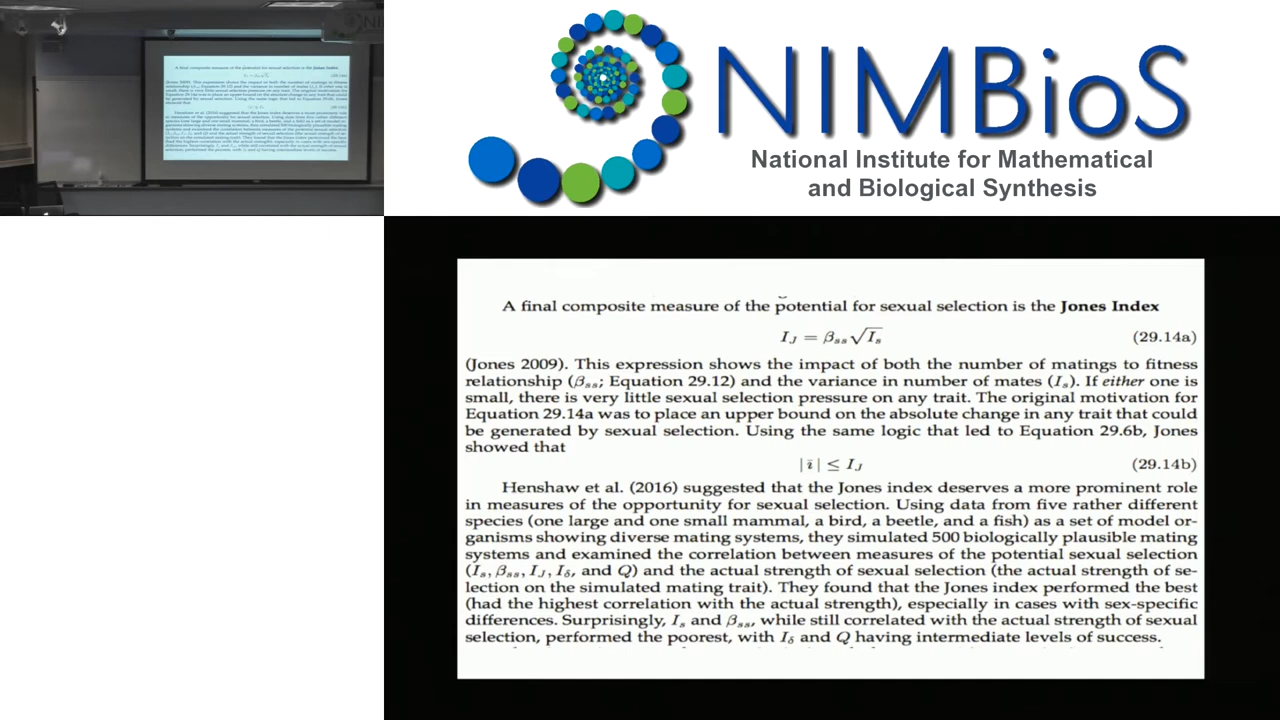 NIMBioS
National Institute for Mathematical
and Biological Synthesis
A final composite measure of the potential for sexual selection is the Jones Index
I_J = β_ss √I_s (29.14a)
(Jones 2009). This expression shows the impact of both the number of matings to fitness
relationship (β_ss; Equation 29.12) and the variance in number of mates (I_s). If either one is
small, there is very little sexual selection pressure on any trait. The original motivation for
Equation 29.14a was to place an upper bound on the absolute change in any trait that could
be generated by sexual selection. Using the same logic that led to Equation 29.6b, Jones
showed that
| ῑ | ≤ I_J (29.14b)
Henshaw et al. (2016) suggested that the Jones index deserves a more prominent role
in measures of the opportunity for sexual selection. Using data from five rather different
species (one large and one small mammal, a bird, a beetle, and a fish) as a set of model or-
ganisms showing diverse mating systems, they simulated 500 biologically plausible mating
systems and examined the correlation between measures of the potential sexual selection
(I_s, β_ss, I_J, I_δ, and Q) and the actual strength of sexual selection (the actual strength of se-
lection on the simulated mating trait). They found that the Jones index performed the best
(had the highest correlation with the actual strength), especially in cases with sex-specific
differences. Surprisingly, I_s and β_ss, while still correlated with the actual strength of sexual
selection, performed the poorest, with I_δ and Q having intermediate levels of success.